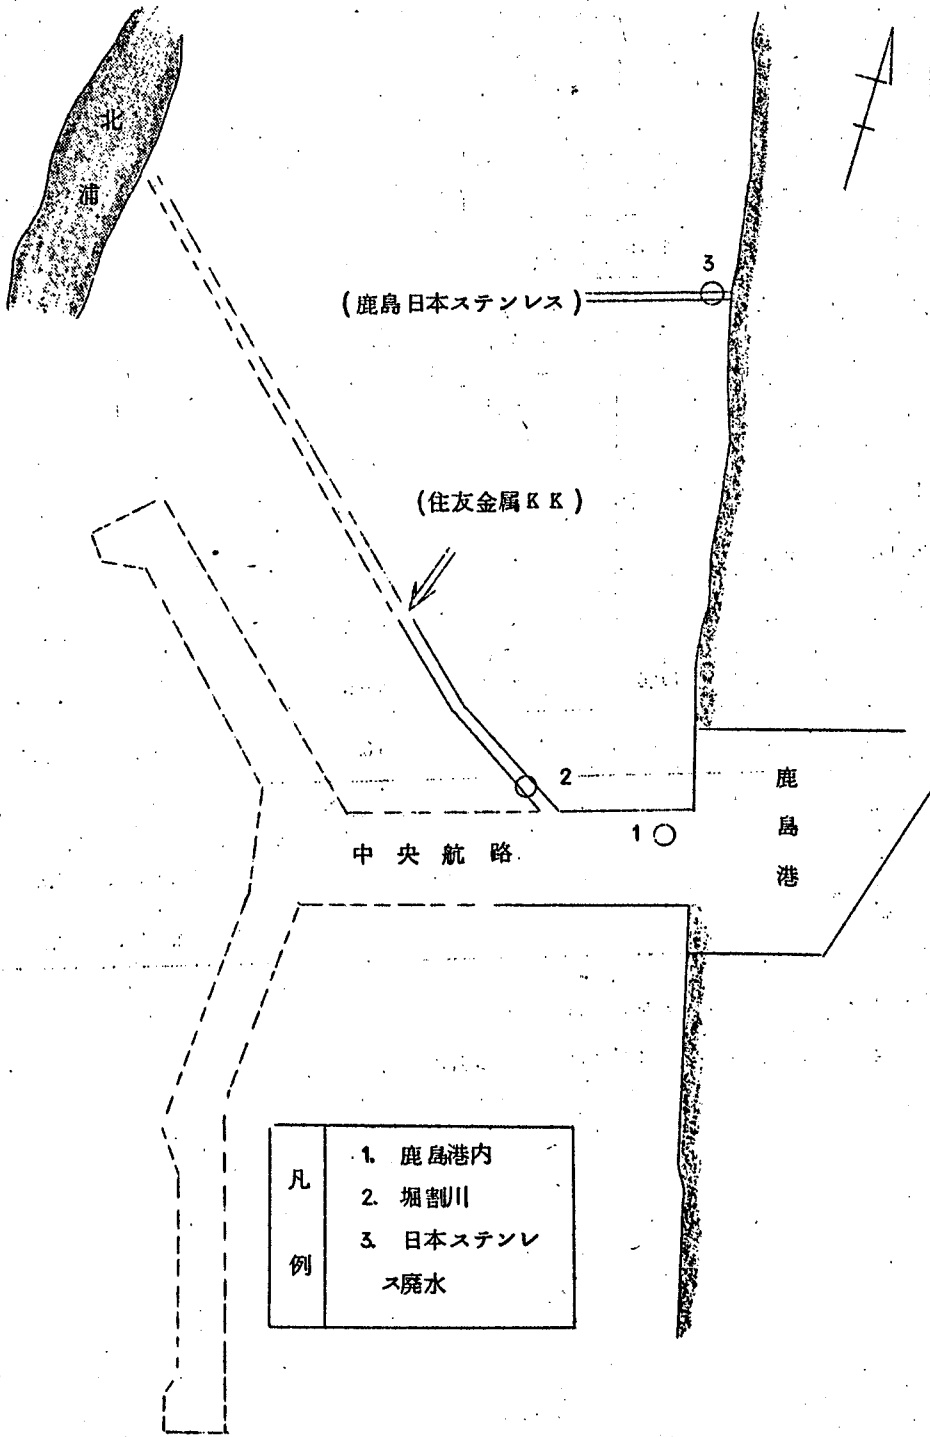 北浦
3
(鹿島日本ステンレス)
(住友金属KK)
2
1
鹿島港
中央航路
凡例
1. 鹿島港内
2. 堀割川
3. 日本ステンレ
ス廃水